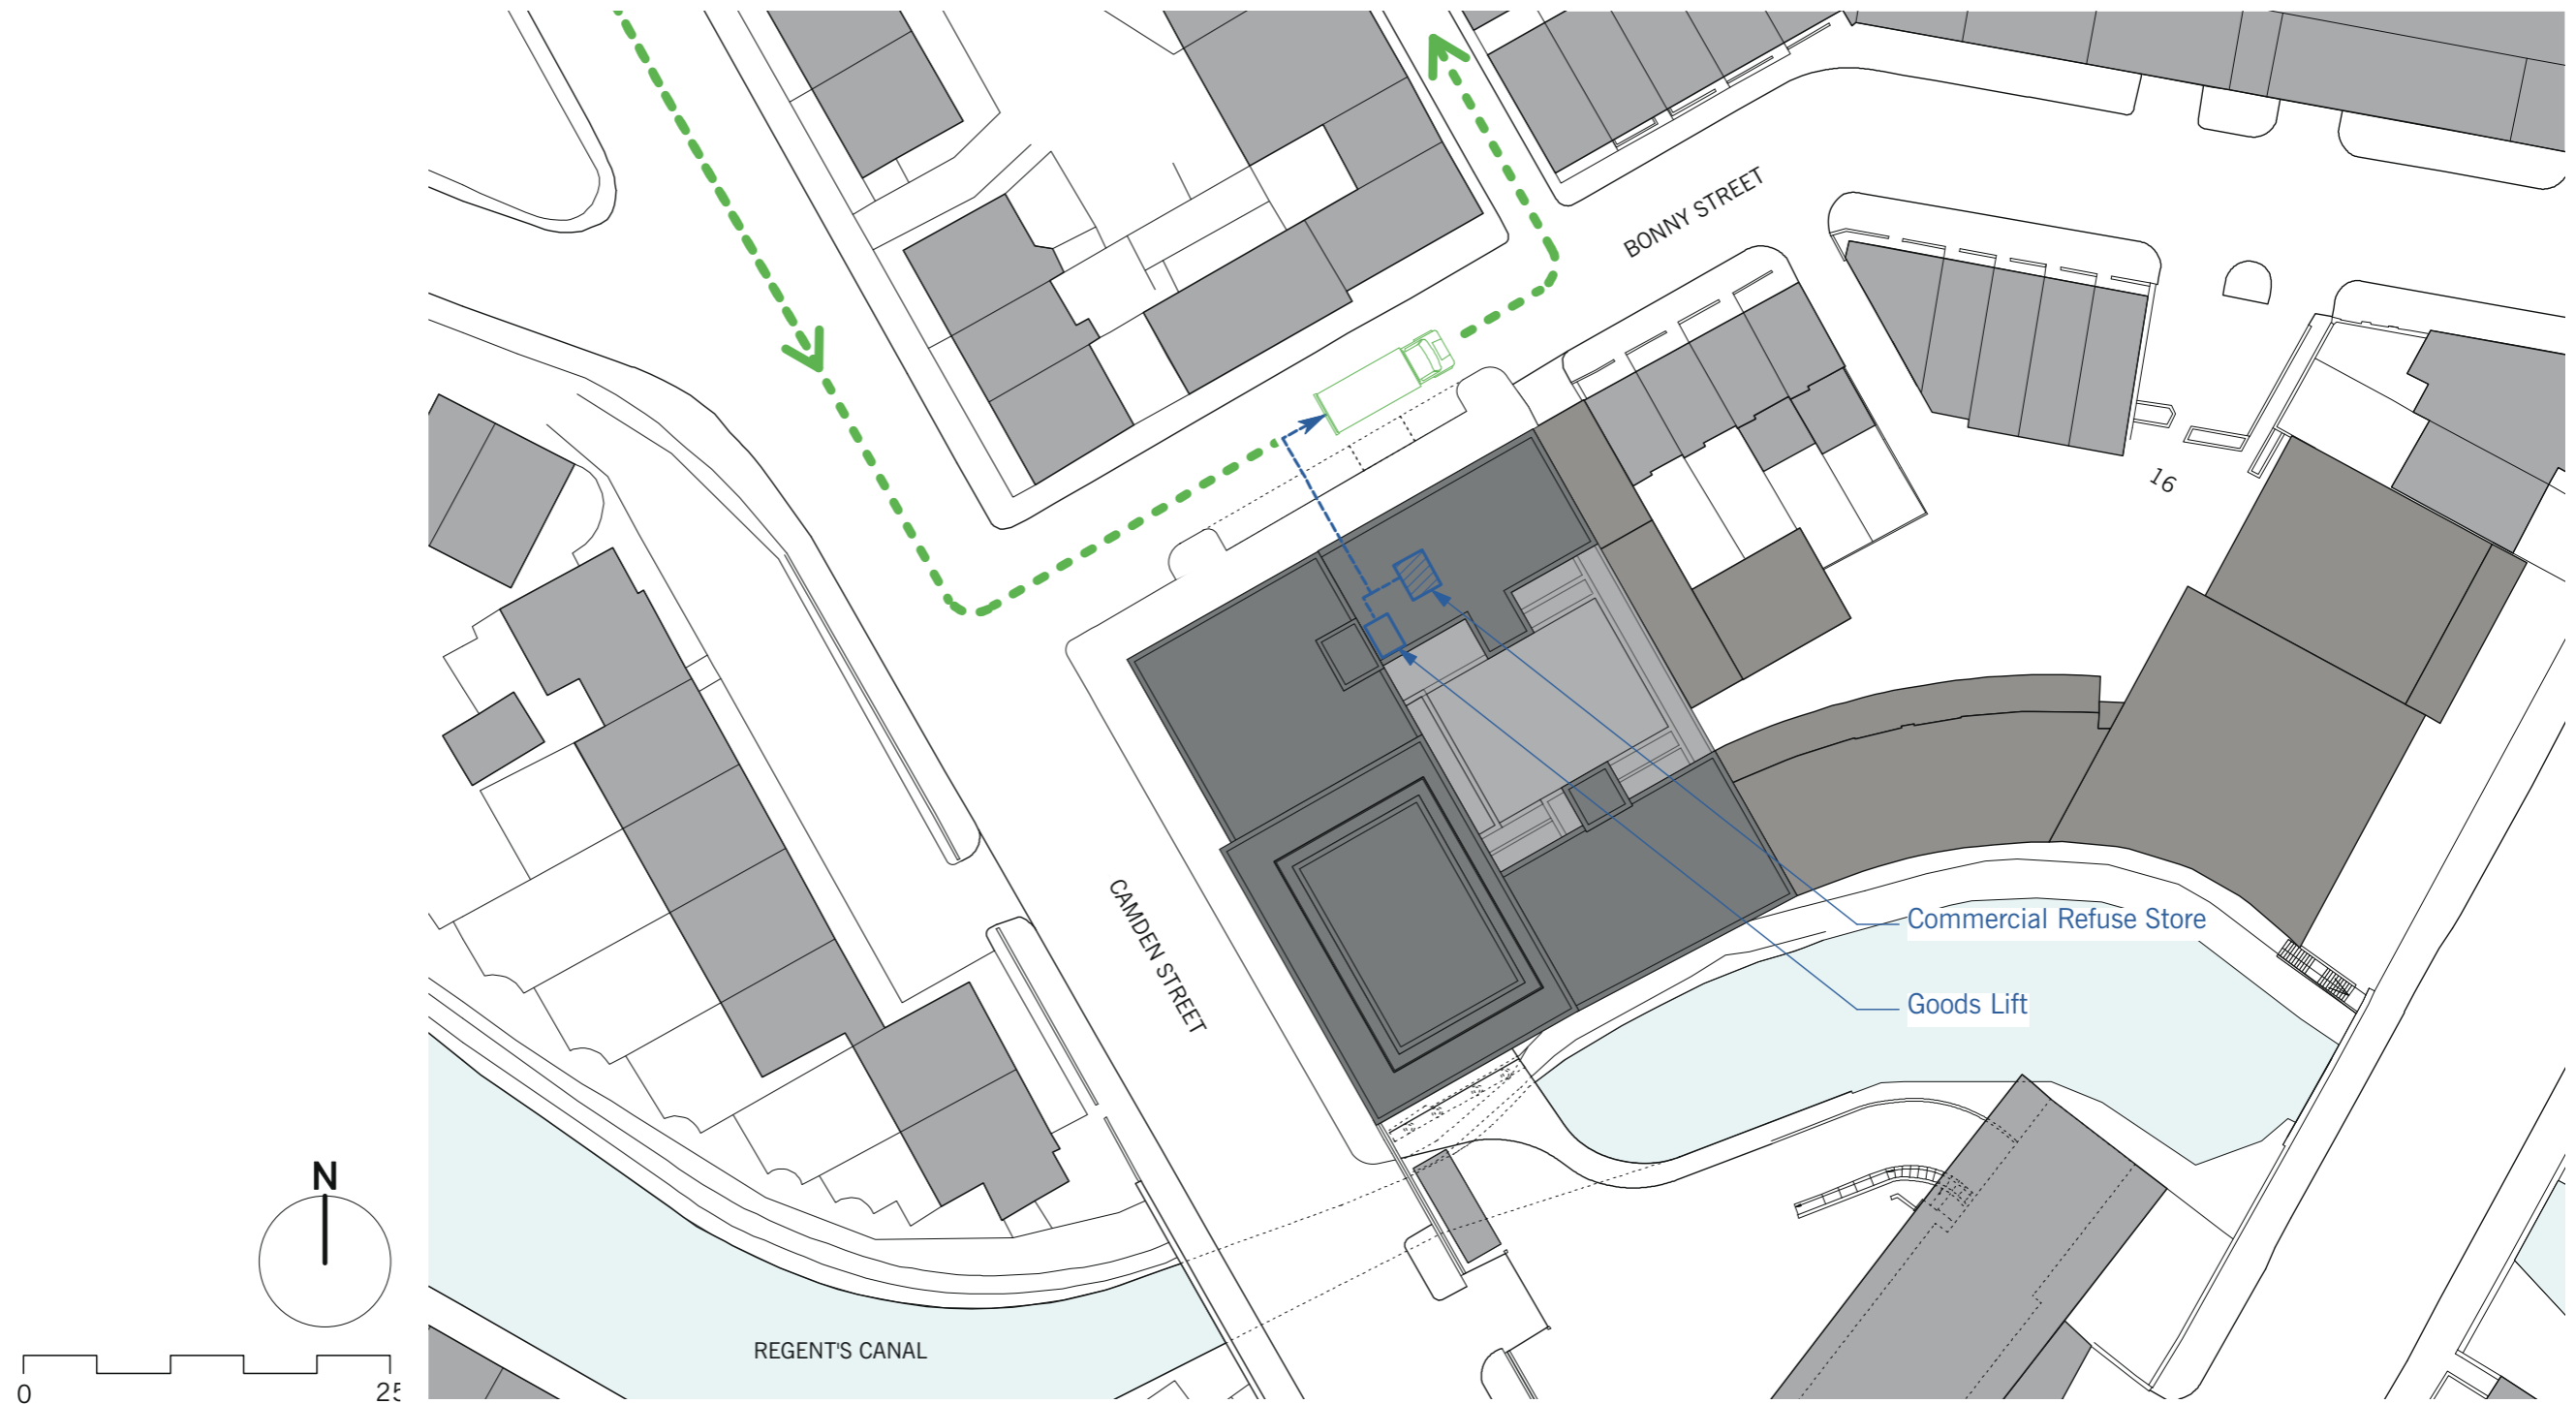 BONNY STREET
16
CAMDEN STREET
Commercial Refuse Store
Goods Lift
N
REGENT'S CANAL
0
25